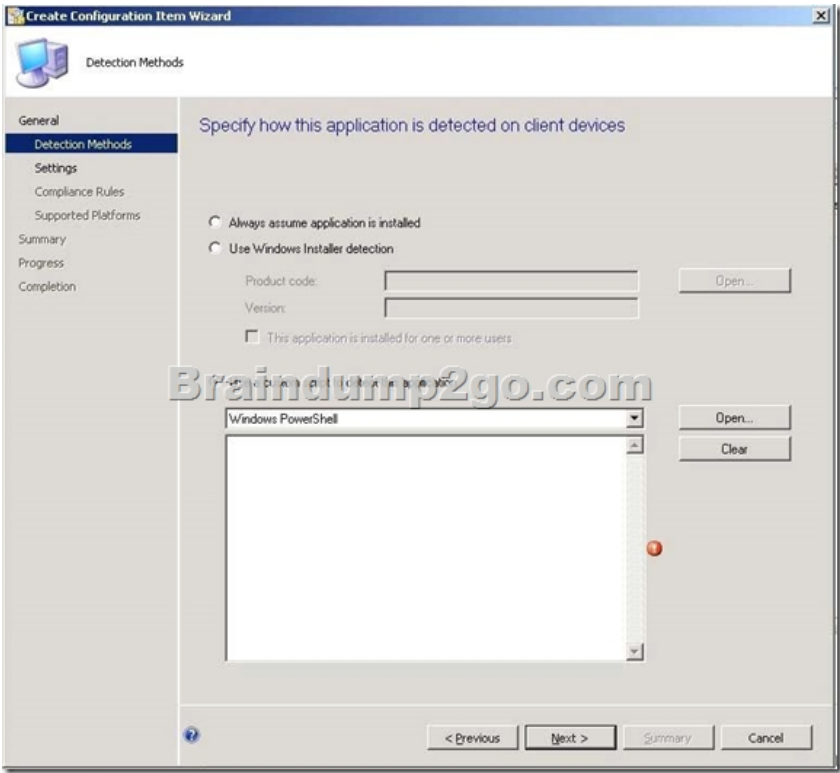 Create Configuration Item Wizard
Detection Methods
General
Detection Methods
Settings
Compliance Rules
Supported Platforms
Summary
Progress
Completion
Specify how this application is detected on client devices
Always assume application is installed
Use Windows Installer detection
Product code:
Open...
Version:
This application is installed for one or more users
Braindump2go.com
Windows PowerShell
Open...
Clear
< Previous
Next >
Summary
Cancel